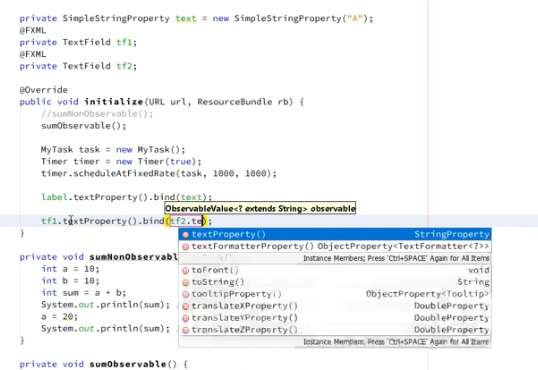 private SimpleStringProperty text = new SimpleStringProperty("A");
@FXML
private TextField tf1;
@FXML
private TextField tf2;
@Override
public void initialize(URL url, ResourceBundle rb) {
//sumNonObservable();
sumObservable();
MyTask task = new MyTask();
Timer timer = new Timer(true);
timer.scheduleAtFixedRate(task, 1000, 1000);
label.textProperty().bind(text);
ObservableValue<? extends String> observable
tf1.textProperty().bind(tf2.te);
}
textProperty() StringProperty
textFormatterProperty() ObjectProperty<TextFormatter<?>>
Instance Members; Press 'Ctrl+SPACE' Again for All Items
toFront() void
toString() String
tooltipProperty() ObjectProperty<Tooltip>
translateXProperty() DoubleProperty
translateYProperty() DoubleProperty
translateZProperty() DoubleProperty
Instance Members; Press 'Ctrl+SPACE' Again for All Items
private void sumNonObservabl
int a = 10;
int b = 10;
int sum = a + b;
System.out.println(sum);
a = 20;
System.out.println(sum);
}
private void sumObservable() {